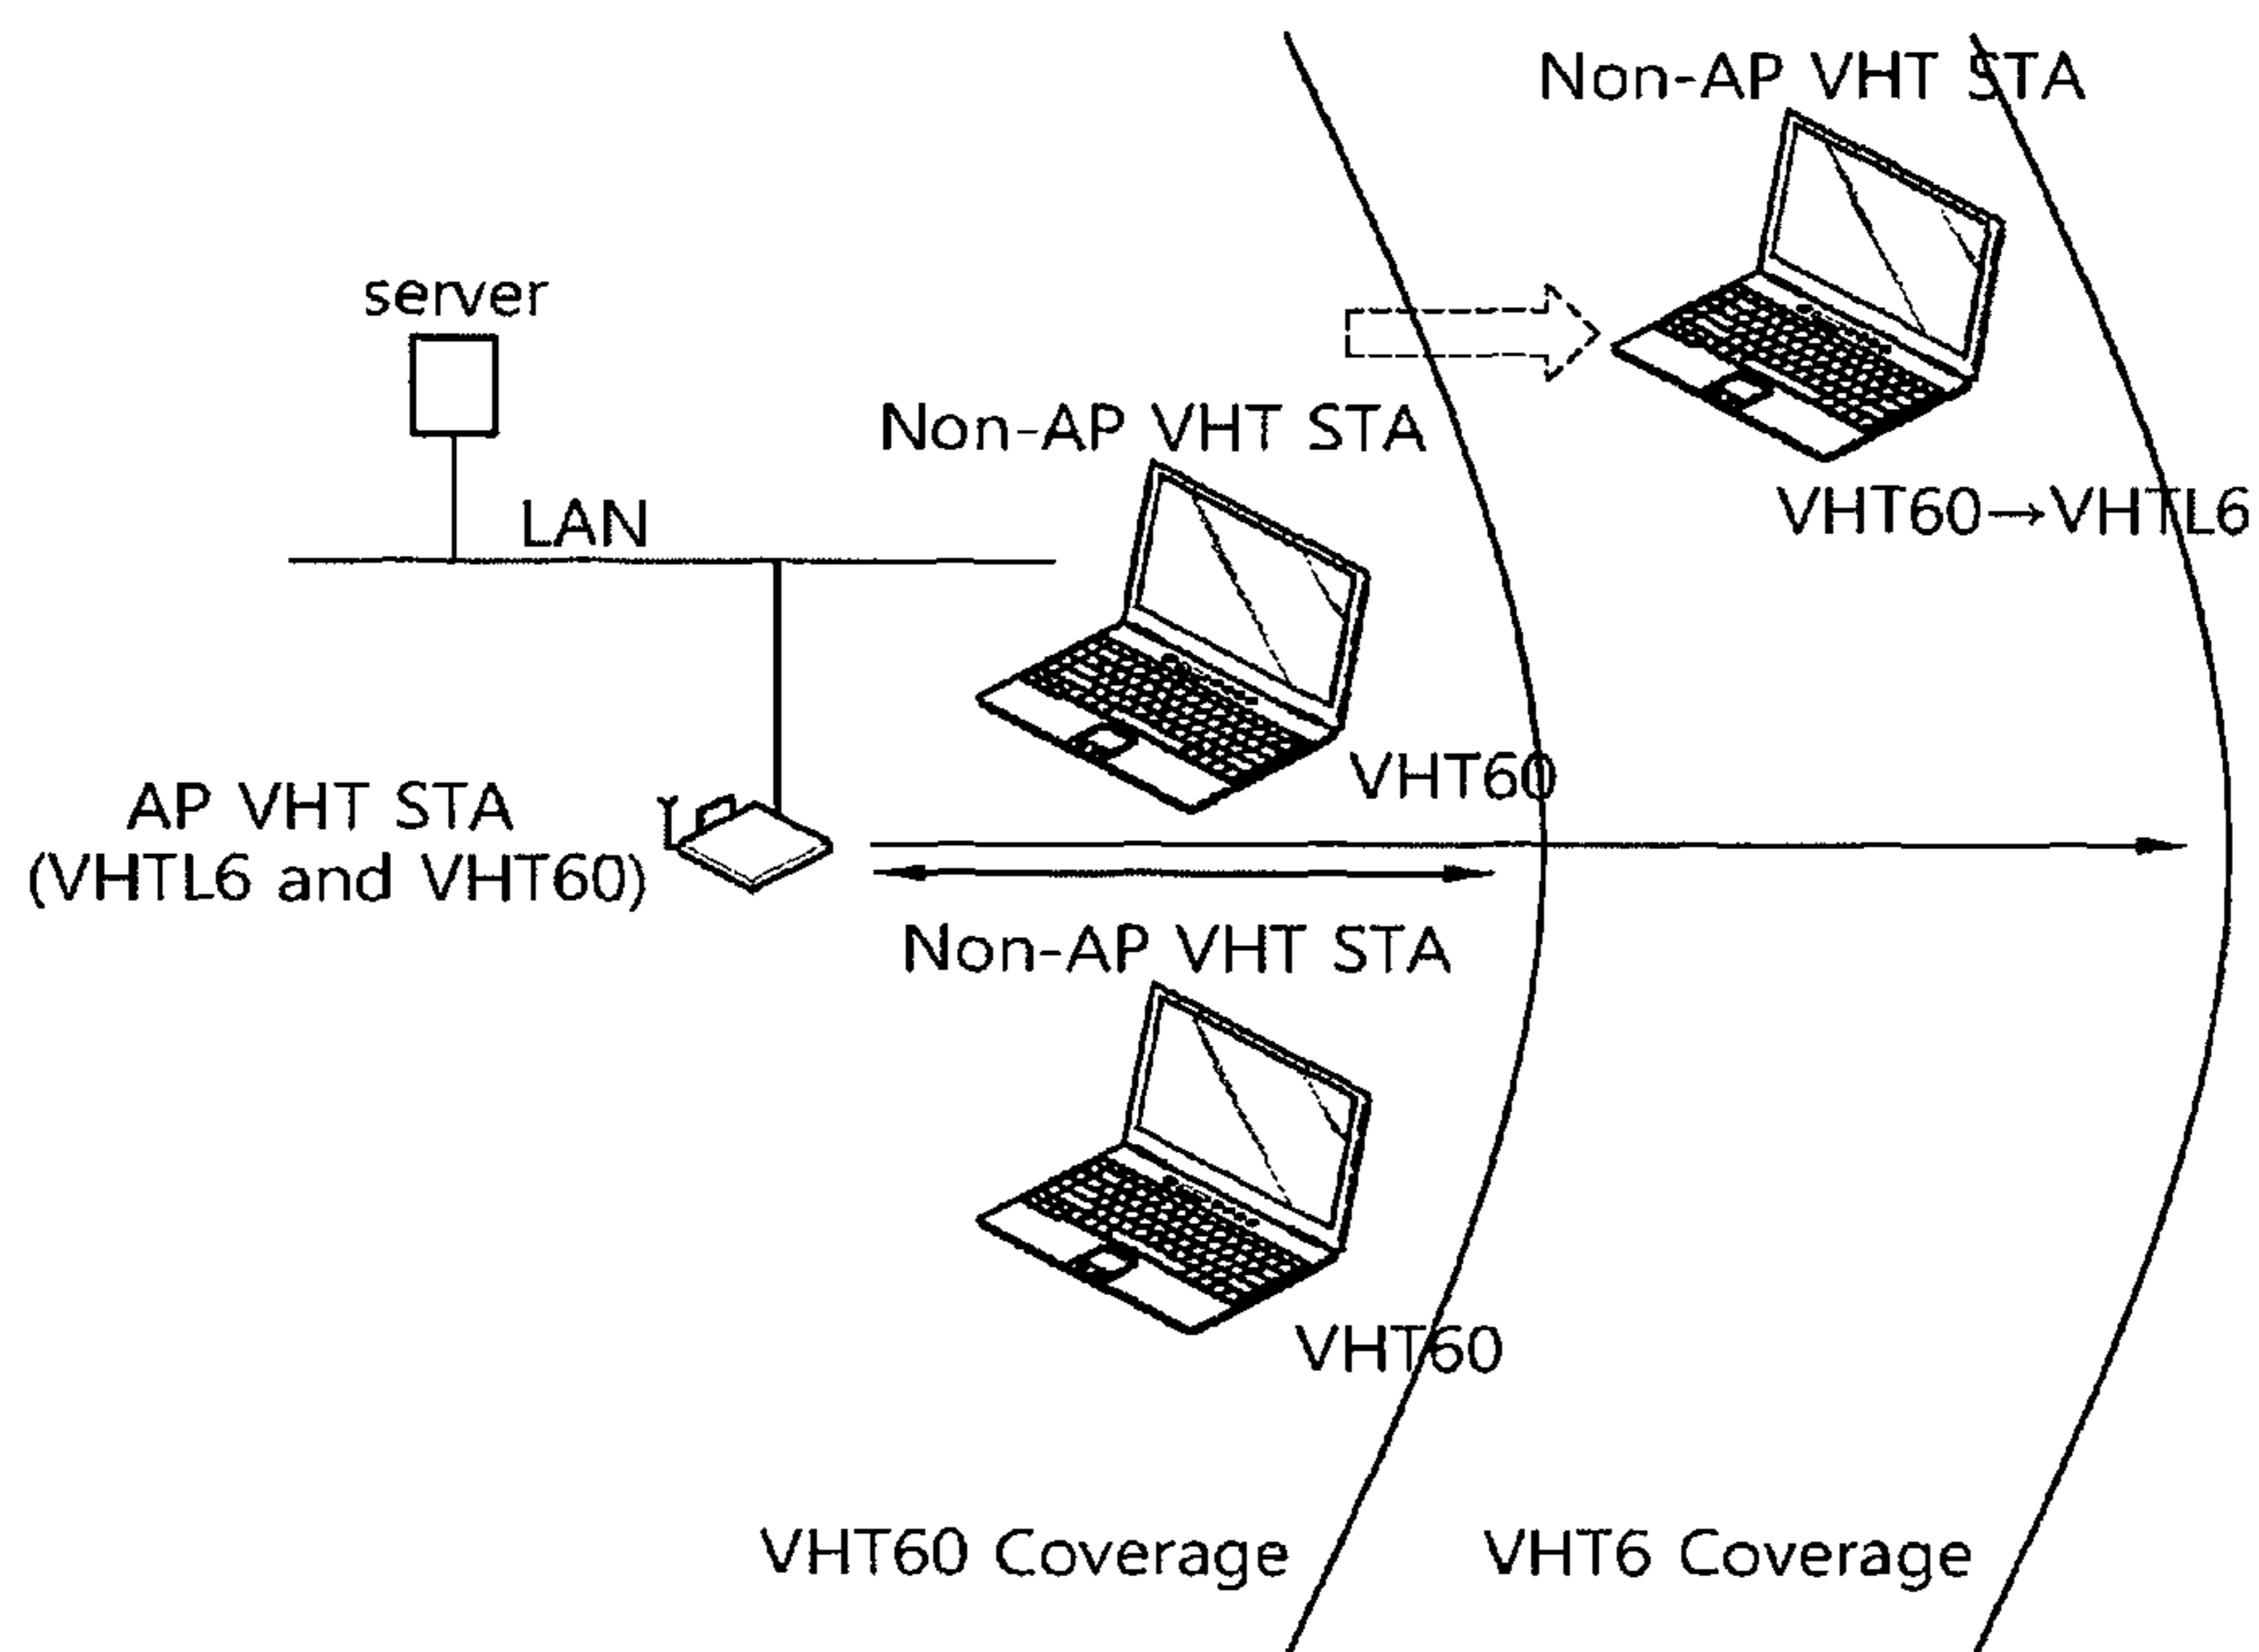 Non-AP VHT STA
server
Non-AP VHT STA
VHT60→VHTL6
LAN
VHT60
AP VHT STA
(VHTL6 and VHT60)
Non-AP VHT STA
VHT60
VHT60 Coverage
VHT6 Coverage